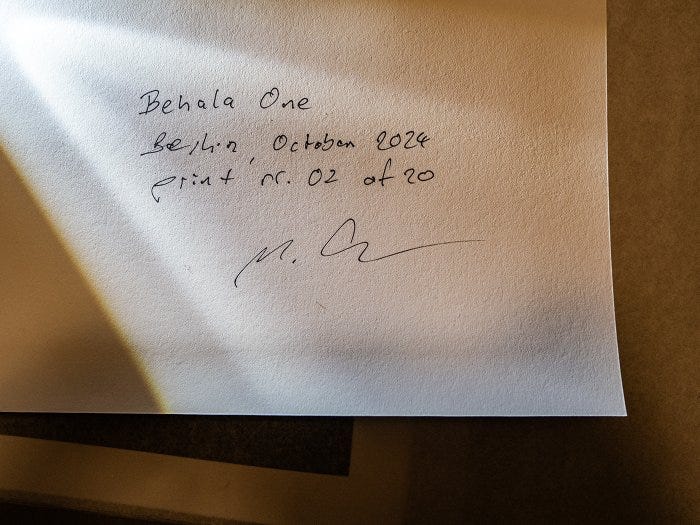 Behala One
Berlin, October 2024
print nr. 02 of 20